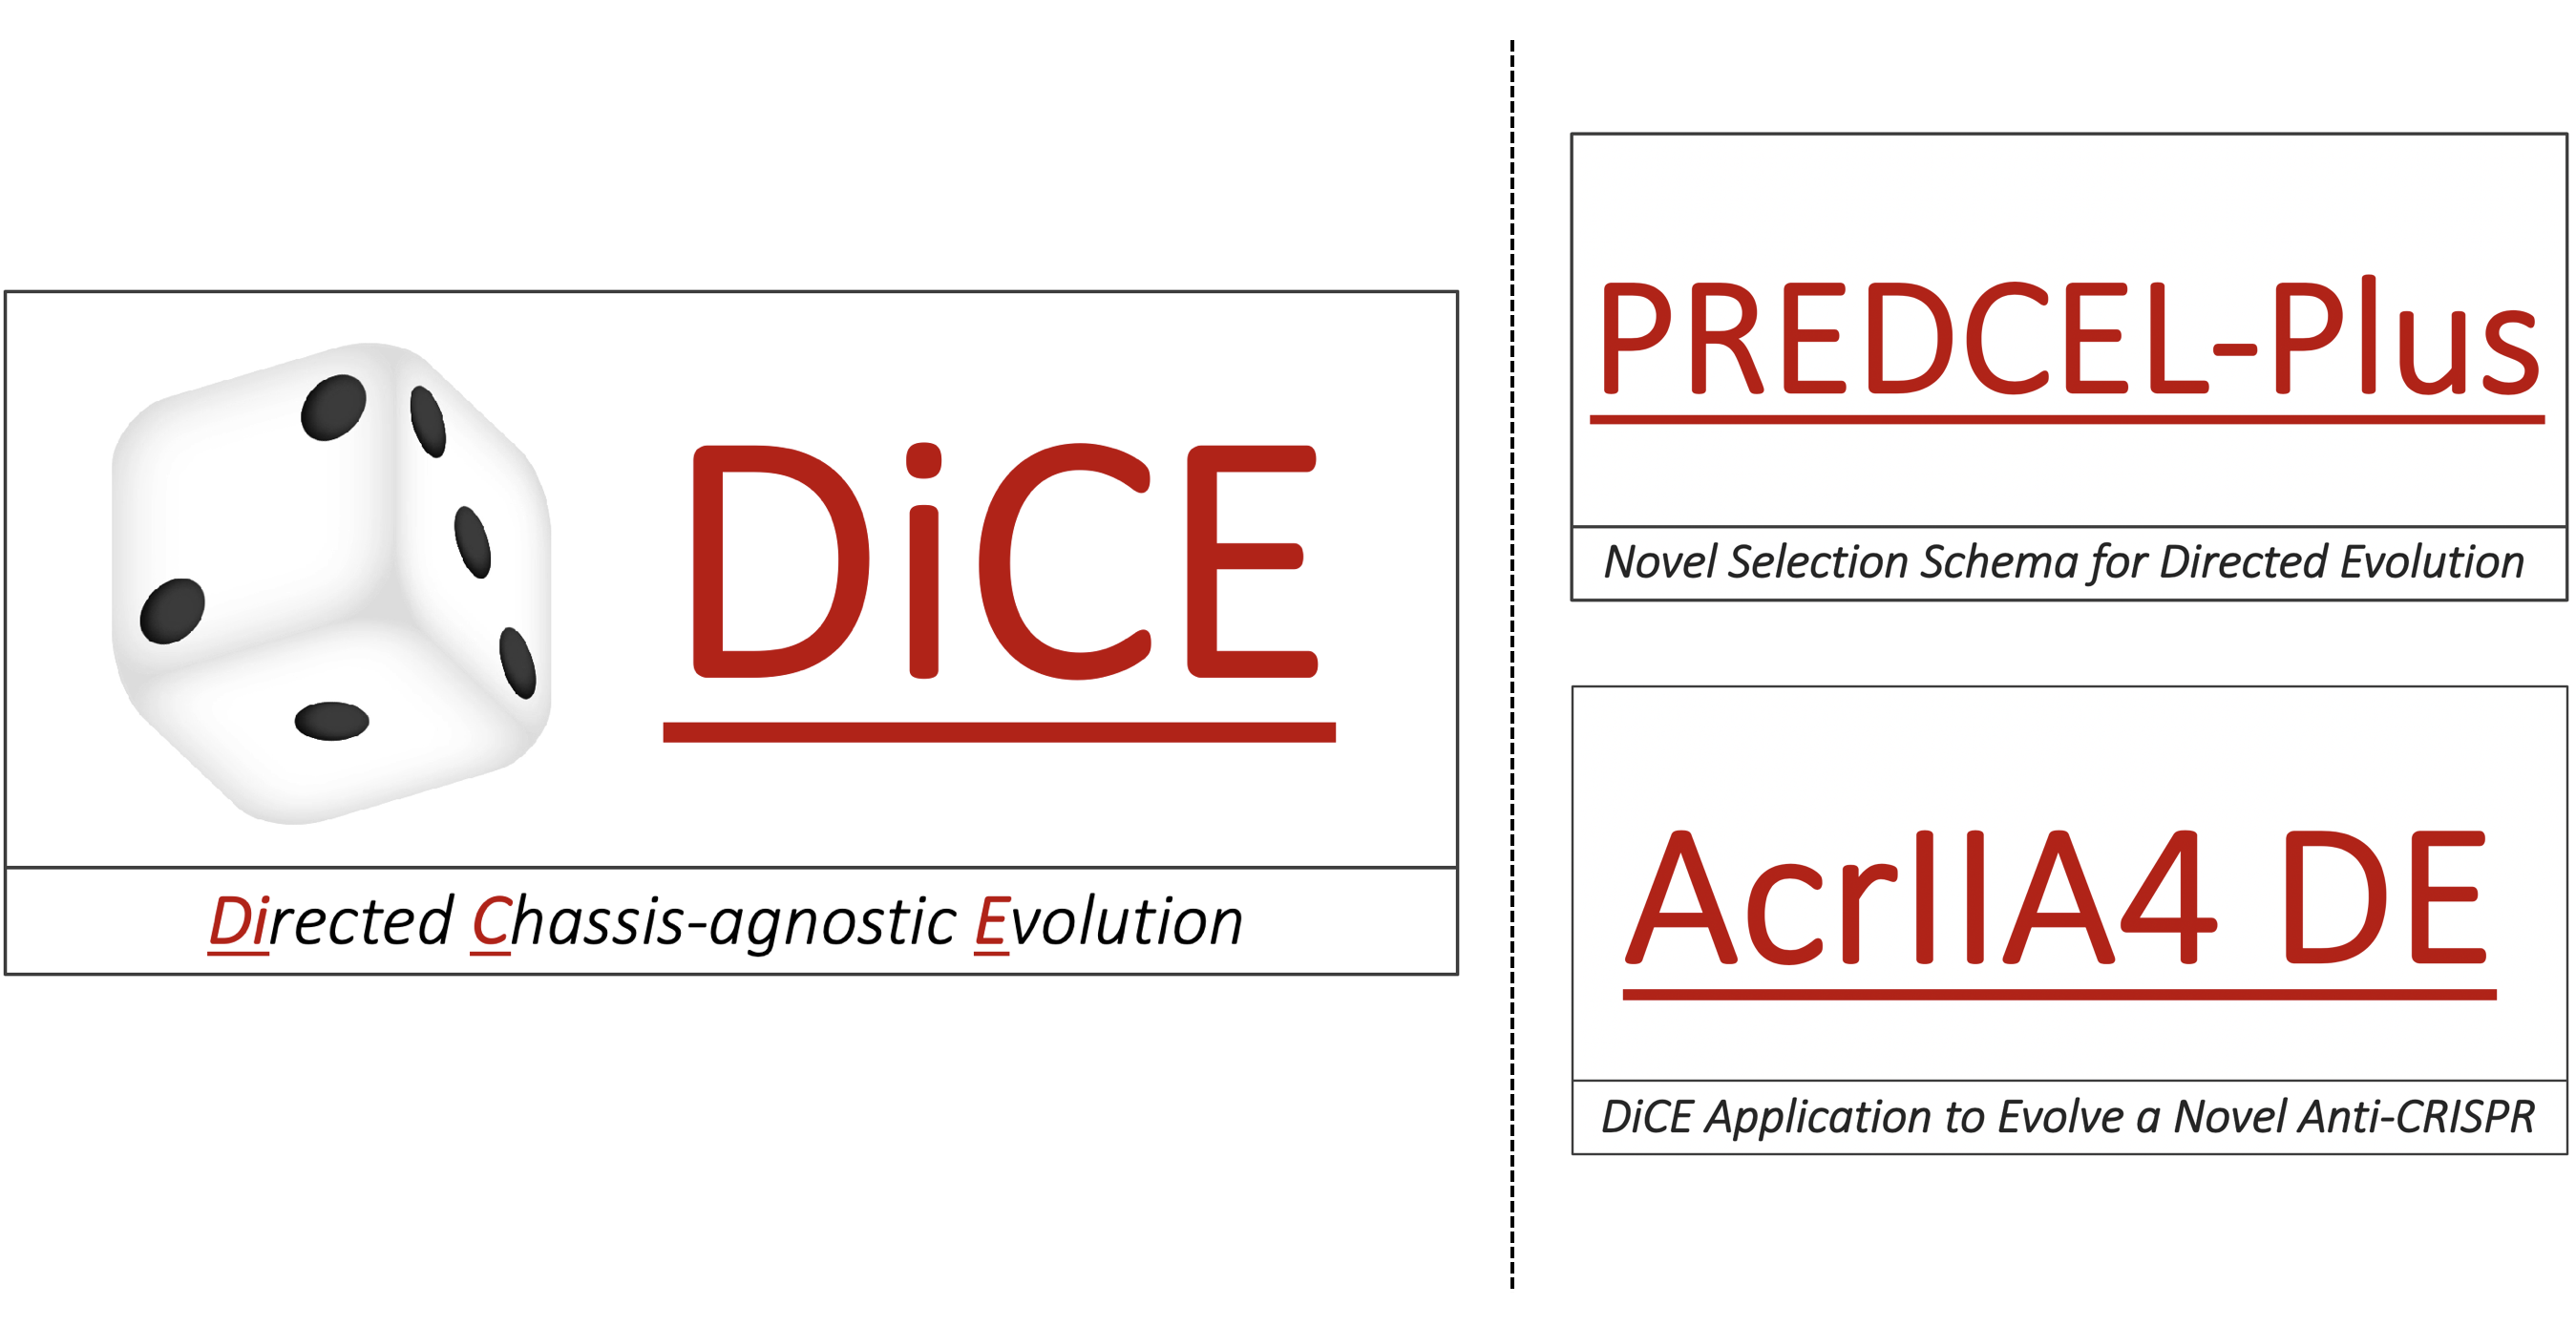 DiCE
Directed Chassis-agnostic Evolution
PREDCEL-Plus
Novel Selection Schema for Directed Evolution
AcrIIA4 DE
DiCE Application to Evolve a Novel Anti-CRISPR